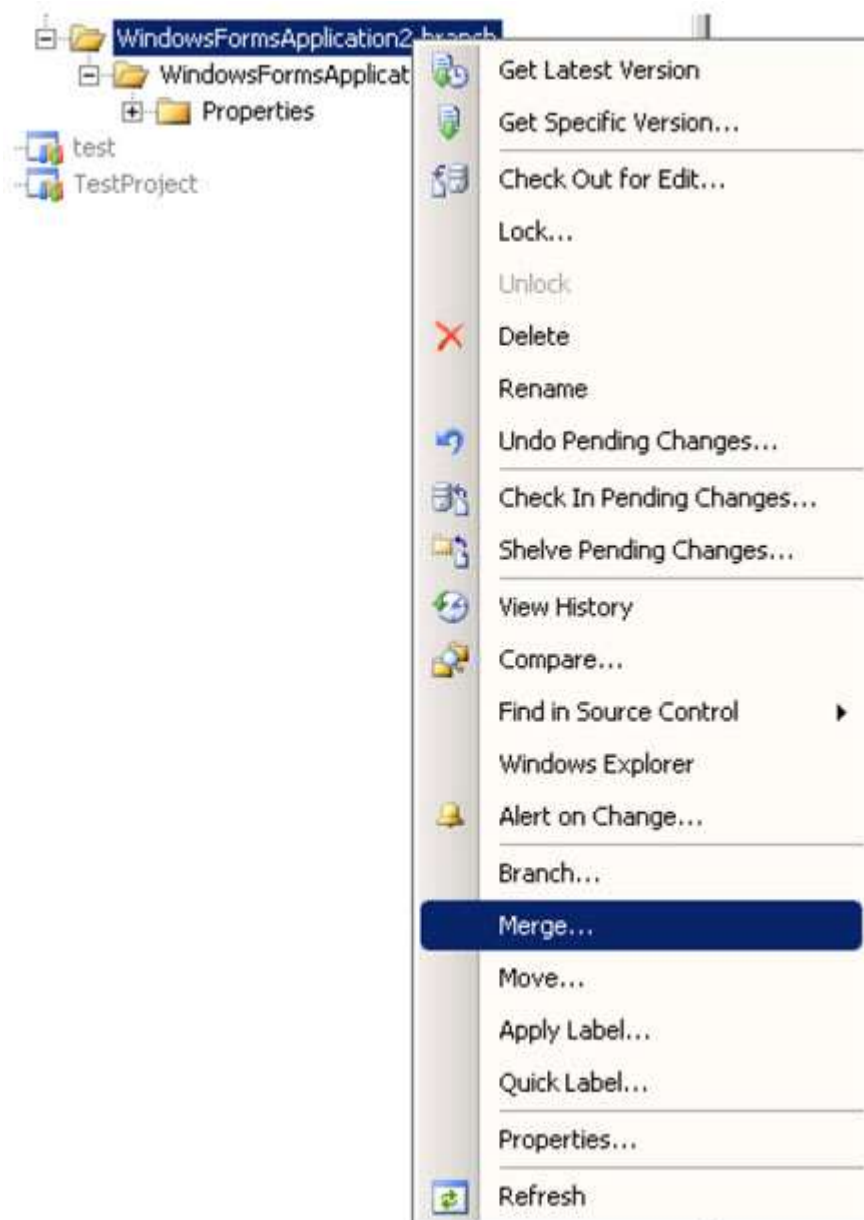 WindowsFormsApplication2_branch
WindowsFormsApplicat
Properties
test
TestProject
Get Latest Version
Get Specific Version...
Check Out for Edit...
Lock...
Unlock
Delete
Rename
Undo Pending Changes...
Check In Pending Changes...
Shelve Pending Changes...
View History
Compare...
Find in Source Control
Windows Explorer
Alert on Change...
Branch...
Merge...
Move...
Apply Label...
Quick Label...
Properties...
Refresh